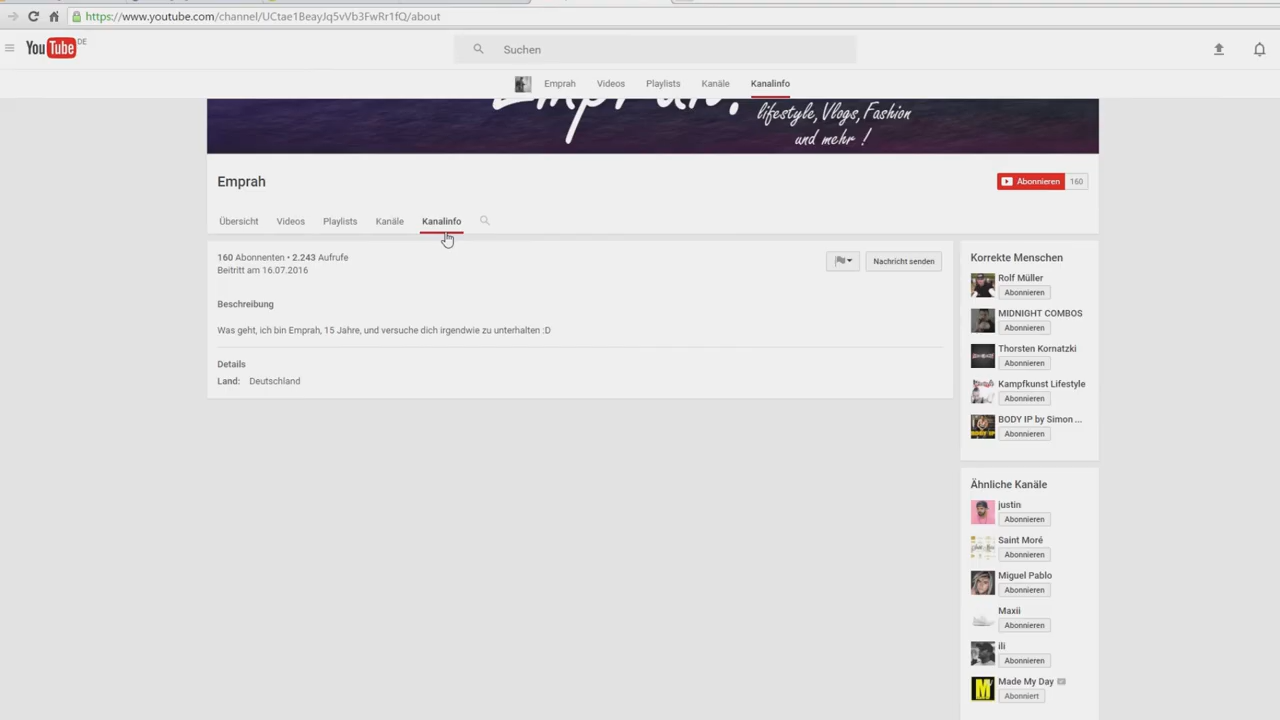 https://www.youtube.com/channel/UCtae1BeayJq5vVb3FwRr1fQ/about
YouTube DE
Suchen
Emprah Videos Playlists Kanäle Kanalinfo
lifestyle, Vlogs, Fashion
und mehr !
Emprah
Abonnieren 160
Übersicht Videos Playlists Kanäle Kanalinfo
160 Abonnenten • 2.243 Aufrufe
Beitritt am 16.07.2016
Nachricht senden
Beschreibung
Was geht, ich bin Emprah, 15 Jahre, und versuche dich irgendwie zu unterhalten :D
Details
Land: Deutschland
Korrekte Menschen
Rolf Müller
Abonnieren
MIDNIGHT COMBOS
Abonnieren
Thorsten Kornatzki
Abonnieren
Kampfkunst Lifestyle
Abonnieren
BODY IP by Simon ...
Abonnieren
Ähnliche Kanäle
justin
Abonnieren
Saint Moré
Abonnieren
Miguel Pablo
Abonnieren
Maxii
Abonnieren
ili
Abonnieren
Made My Day
Abonniert